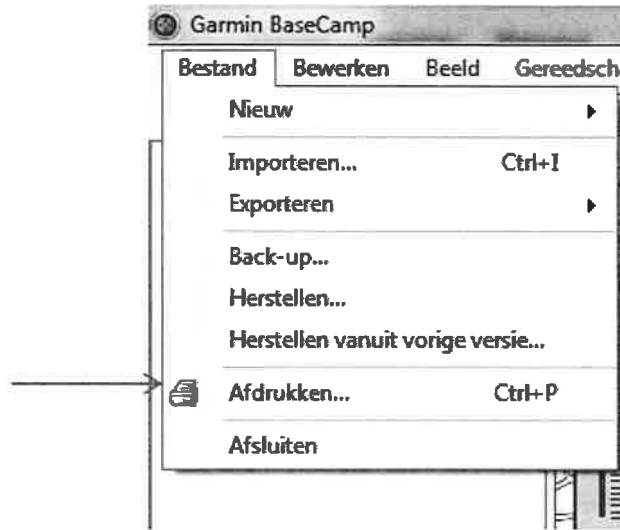 Garmin BaseCamp
Bestand Bewerken Beeld Gereedsch
Nieuw
Importeren... Ctrl+I
Exporteren
Back-up...
Herstellen...
Herstellen vanuit vorige versie...
Afdrukken... Ctrl+P
Afsluiten